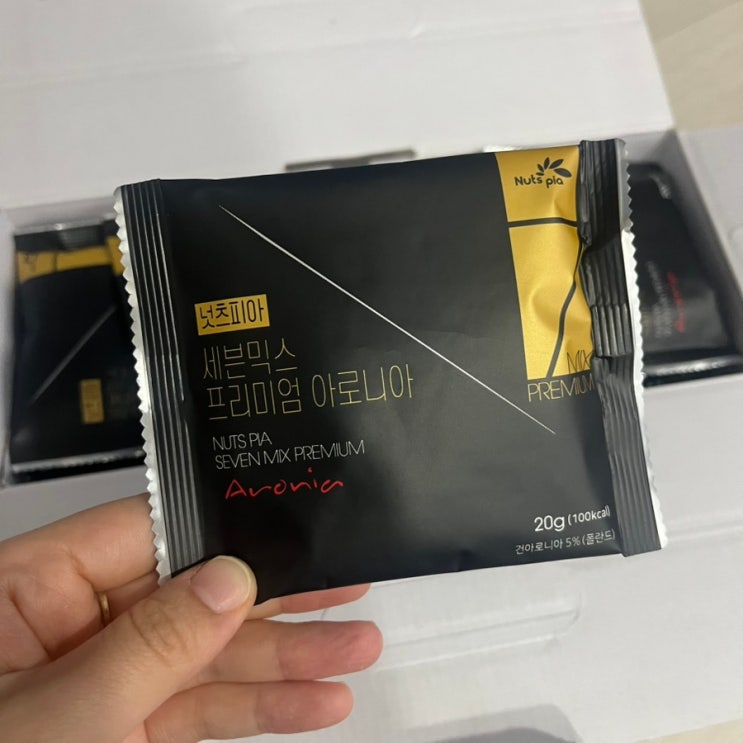 Nuts pia
넛츠피아
세븐믹스
프리미엄 아로니아
NUTS PIA
SEVEN MIX PREMIUM
Aronia
MIX
PREMIUM
20g (100kcal)
건아로니아 5% (폴란드)